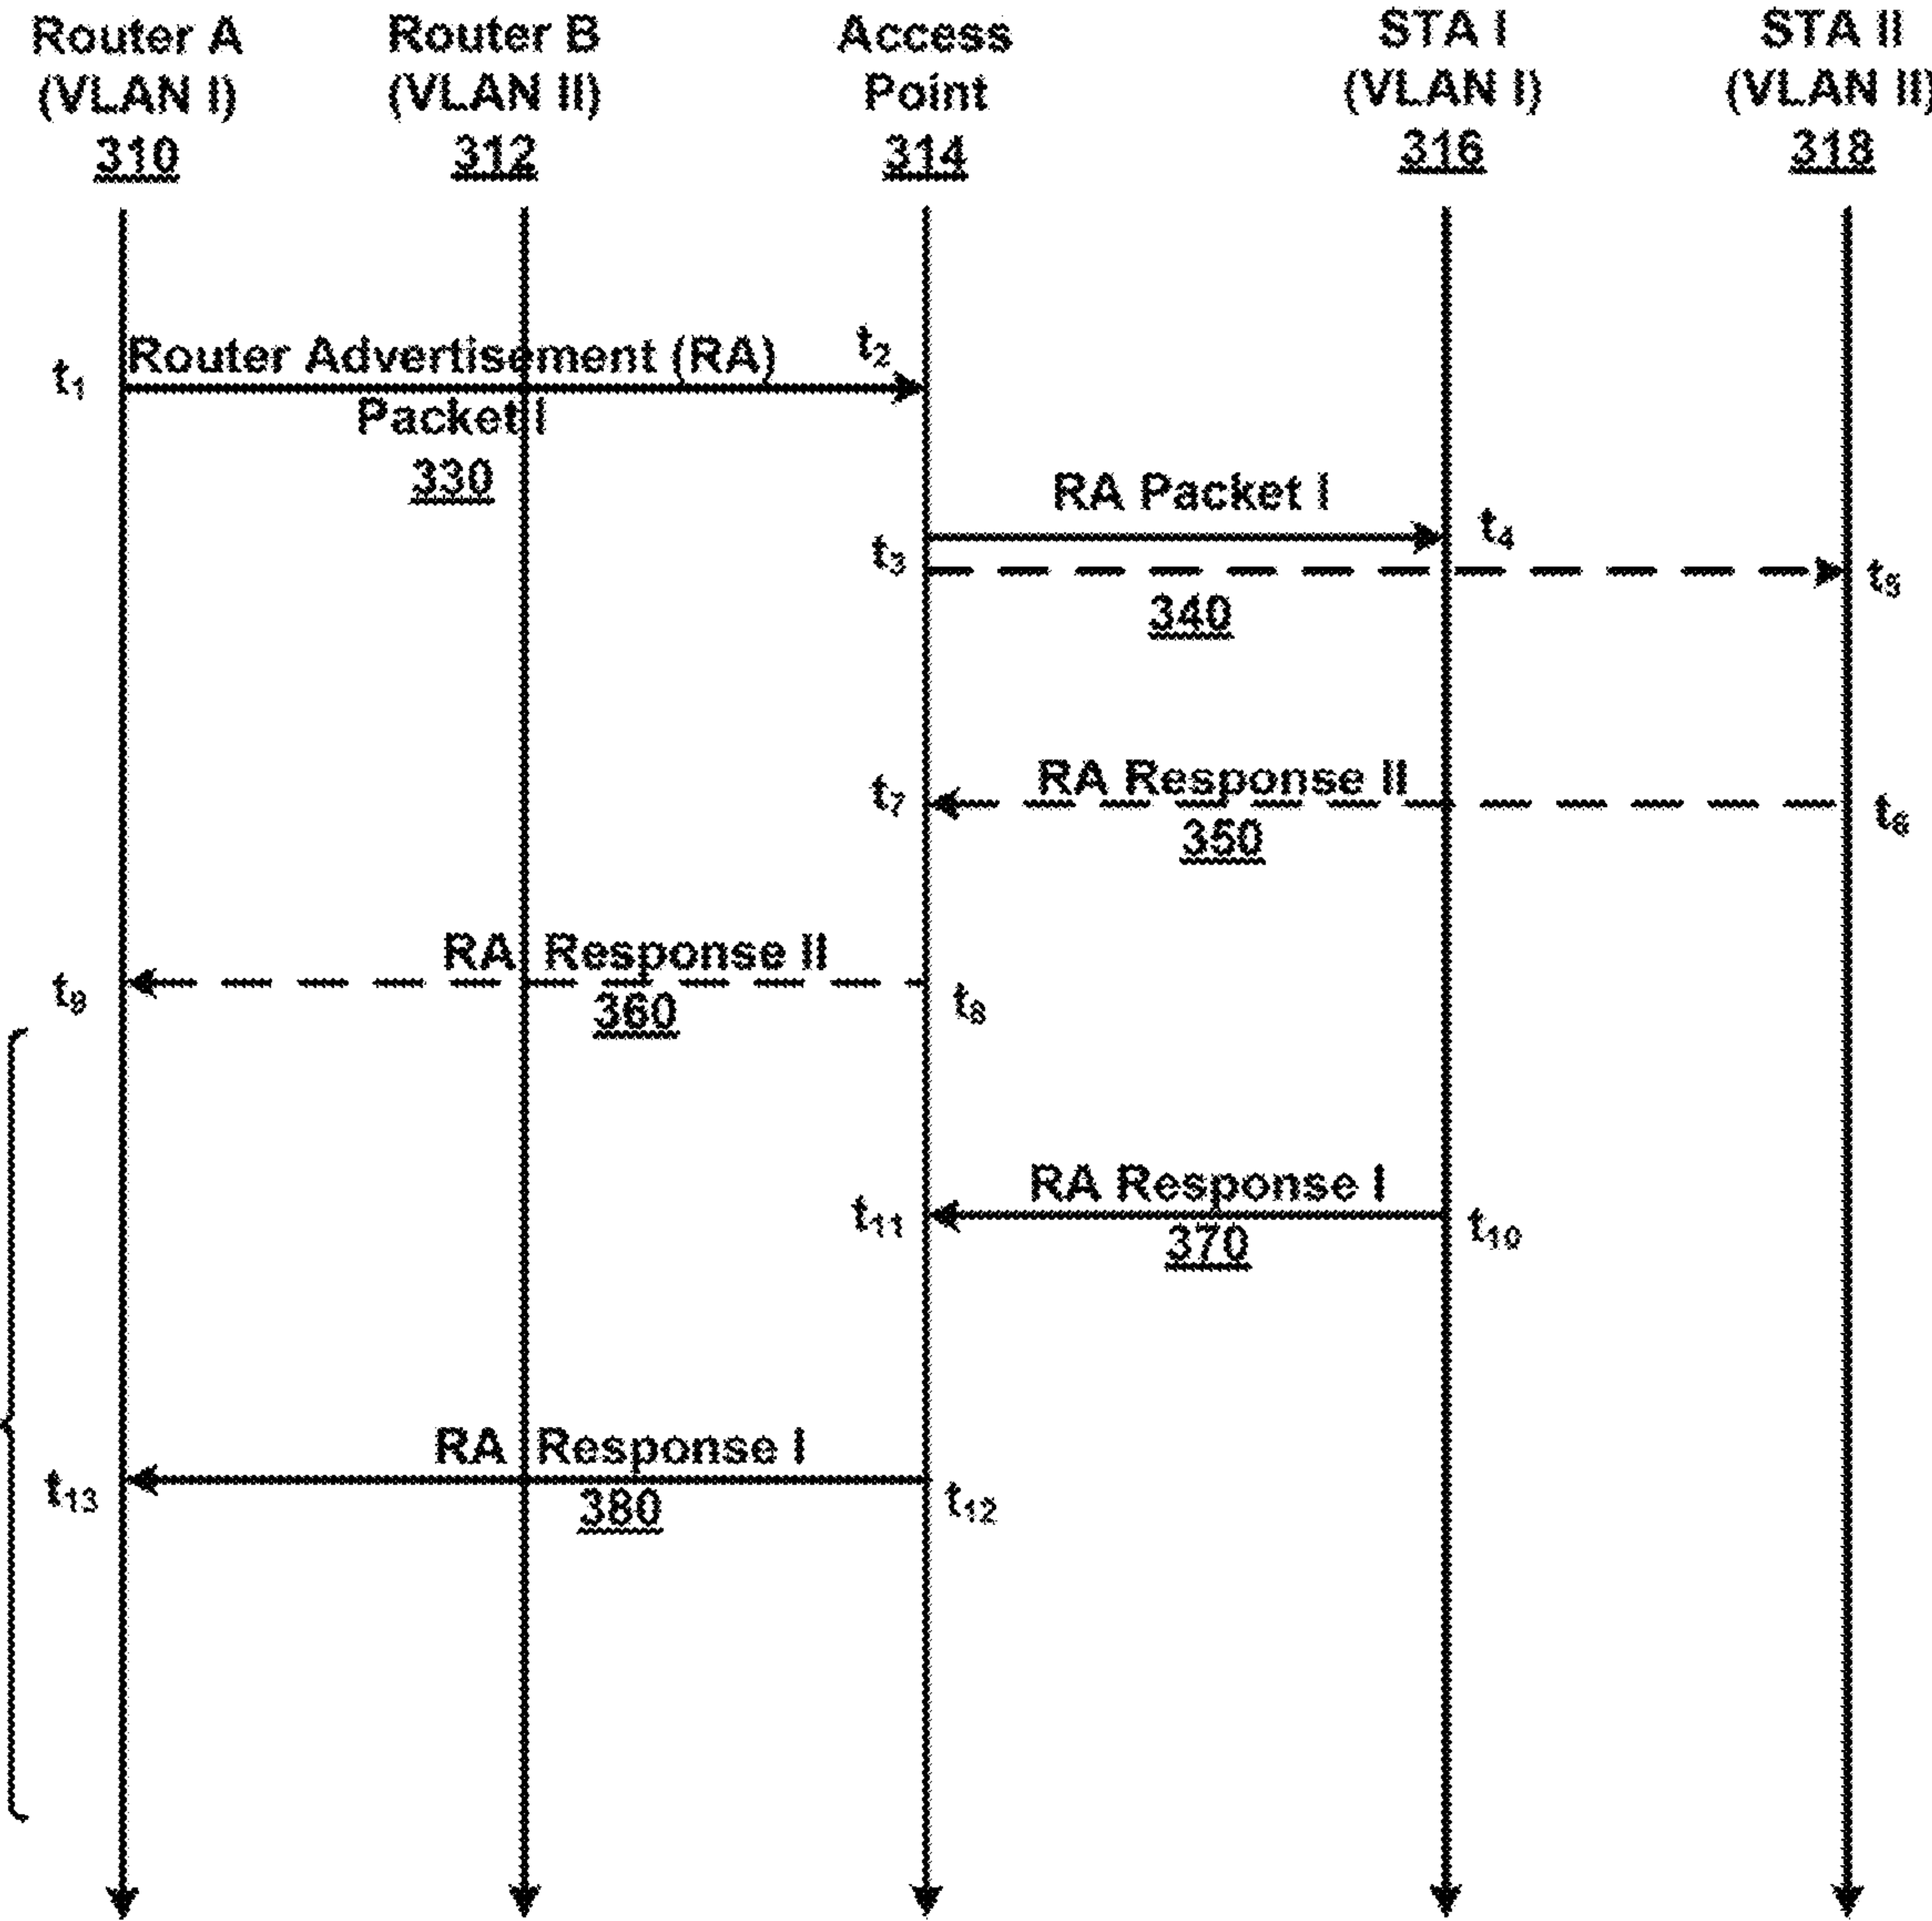 Router A
(VLAN I)
310
Router B
(VLAN II)
312
Access
Point
314
STA I
(VLAN I)
316
STA II
(VLAN II)
318
t1
Router Advertisement (RA)
t2
Packet I
330
RA Packet I
t3
t4
340
t5
RA Response II
t7
350
t6
RA Response II
t9
360
t8
RA Response I
t11
370
t10
RA Response I
t13
380
t12